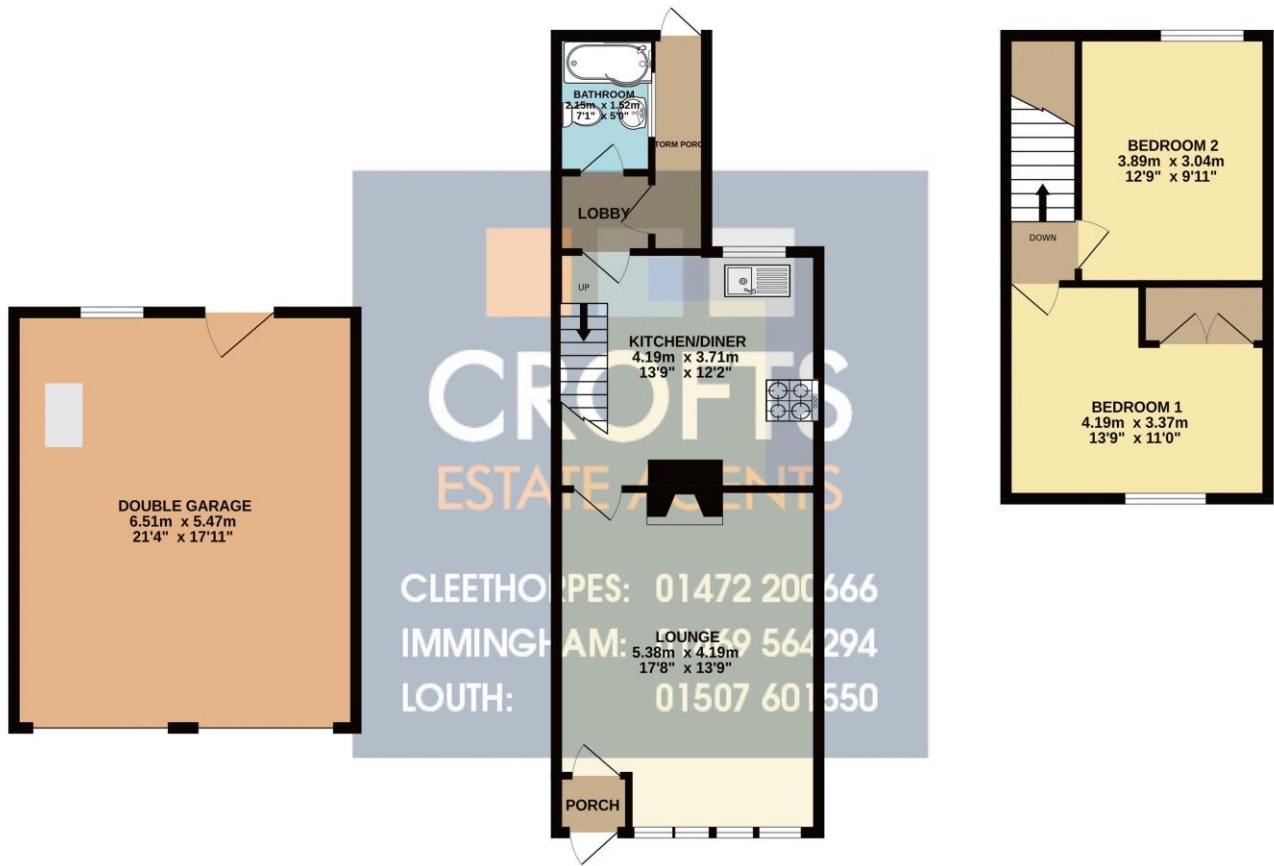 BATHROOM
2.15m x 1.52m
7'1" x 5'0"
TORM PORC
LOBBY
UP
KITCHEN/DINER
4.19m x 3.71m
13'9" x 12'2"
BEDROOM 2
3.89m x 3.04m
12'9" x 9'11"
DOWN
BEDROOM 1
4.19m x 3.37m
13'9" x 11'0"
DOUBLE GARAGE
6.51m x 5.47m
21'4" x 17'11"
CROFTS
ESTATE AGENTS
CLEETHORPES: 01472 200666
IMMINGHAM: 01469 564294
LOUTH: 01507 601550
LOUNGE
5.38m x 4.19m
17'8" x 13'9"
PORCH